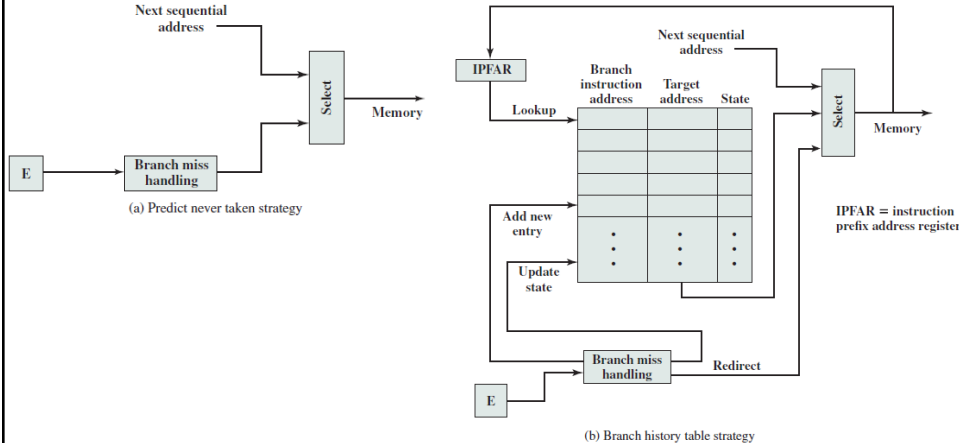 Next sequential
address
Select
Memory
E
Branch miss
handling
(a) Predict never taken strategy
Next sequential
address
IPFAR
Branch
instruction
address
Target
address
State
Lookup
Select
Memory
Add new
entry
IPFAR = instruction
prefix address register
Update
state
Branch miss
handling
Redirect
E
(b) Branch history table strategy